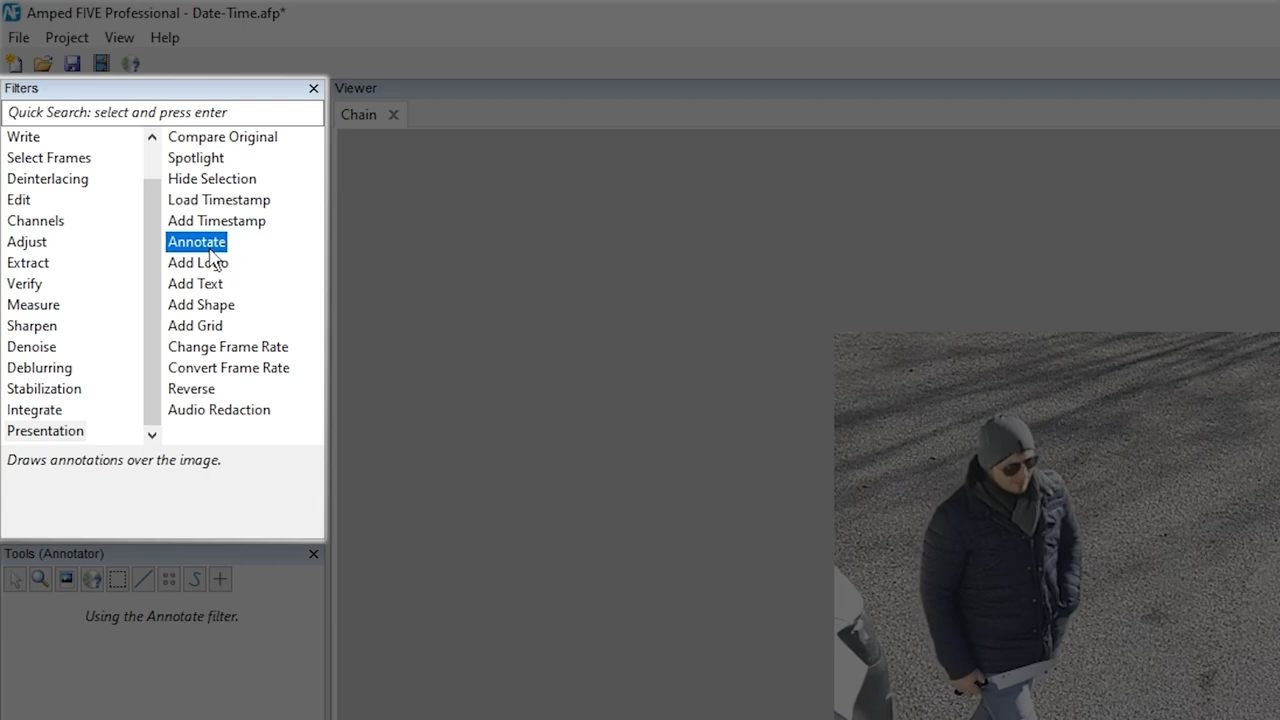 Amped FIVE Professional - Date-Time.afp*
File Project View Help
Filters
Quick Search: select and press enter
Write
Select Frames
Deinterlacing
Edit
Channels
Adjust
Extract
Verify
Measure
Sharpen
Denoise
Deblurring
Stabilization
Integrate
Presentation
Compare Original
Spotlight
Hide Selection
Load Timestamp
Add Timestamp
Annotate
Add Logo
Add Text
Add Shape
Add Grid
Change Frame Rate
Convert Frame Rate
Reverse
Audio Redaction
Draws annotations over the image.
Tools (Annotator)
Using the Annotate filter.
Viewer
Chain